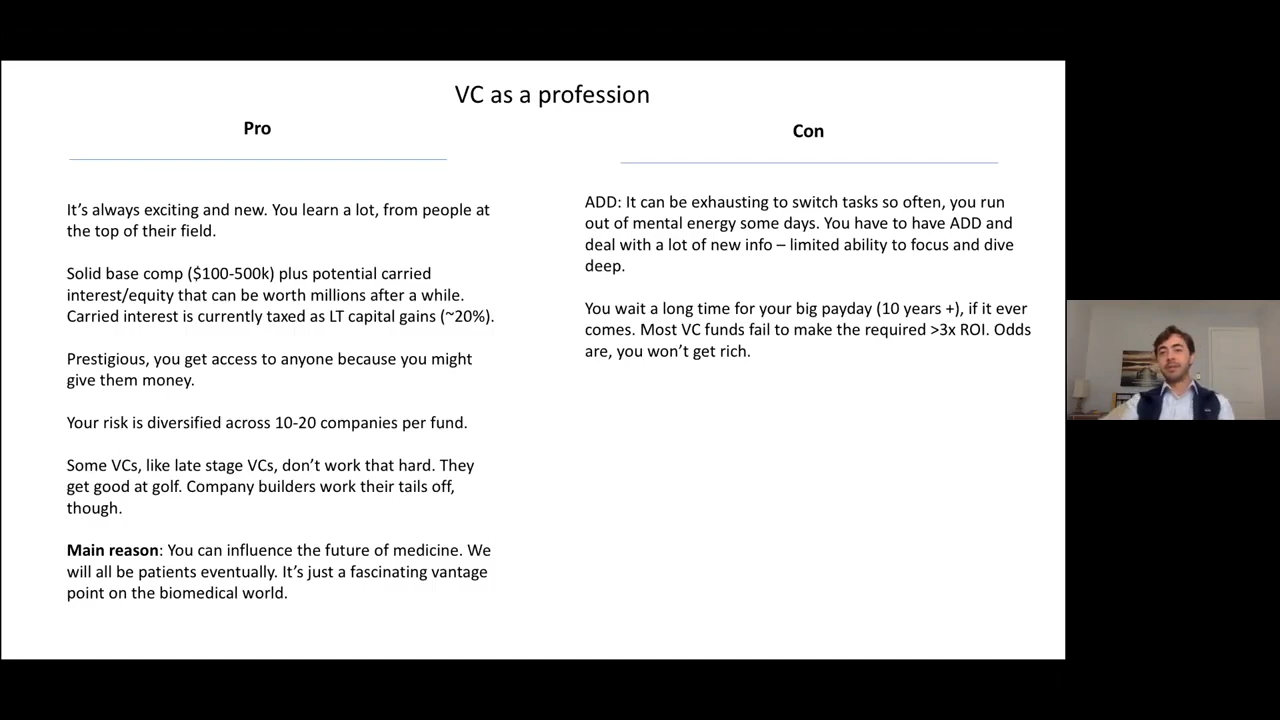 VC as a profession
Pro
It’s always exciting and new. You learn a lot, from people at
the top of their field.
Solid base comp ($100-500k) plus potential carried
interest/equity that can be worth millions after a while.
Carried interest is currently taxed as LT capital gains (~20%).
Prestigious, you get access to anyone because you might
give them money.
Your risk is diversified across 10-20 companies per fund.
Some VCs, like late stage VCs, don’t work that hard. They
get good at golf. Company builders work their tails off,
though.
Main reason: You can influence the future of medicine. We
will all be patients eventually. It’s just a fascinating vantage
point on the biomedical world.
Con
ADD: It can be exhausting to switch tasks so often, you run
out of mental energy some days. You have to have ADD and
deal with a lot of new info – limited ability to focus and dive
deep.
You wait a long time for your big payday (10 years +), if it ever
comes. Most VC funds fail to make the required >3x ROI. Odds
are, you won’t get rich.